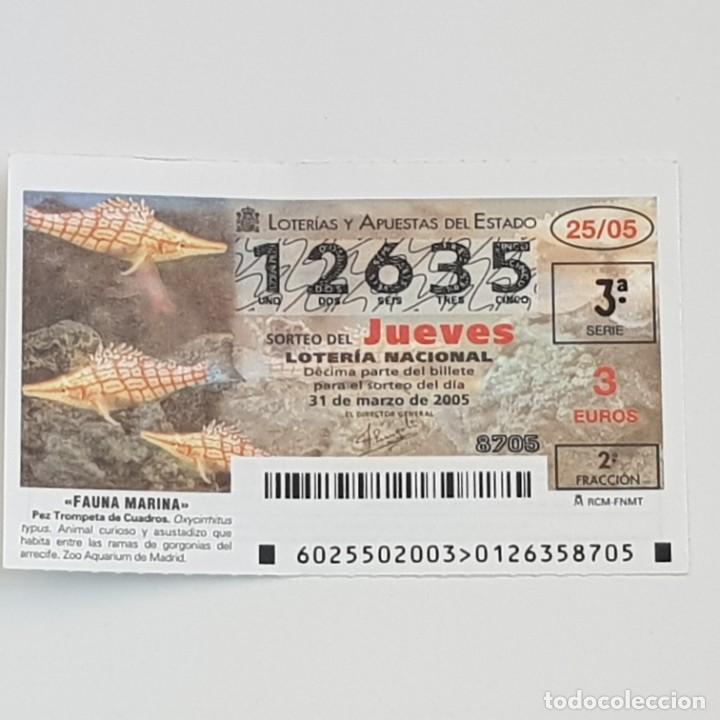 LOTERÍAS Y APUESTAS DEL ESTADO
25/05
12635
UNO DOS SEIS TRES CINCO
3ª
SERIE
SORTEO DEL Jueves
LOTERÍA NACIONAL
Décima parte del billete
para el sorteo del día
31 de marzo de 2005
EL DIRECTOR GENERAL
3
EUROS
8705
2ª
FRACCIÓN
RCM-FNMT
«FAUNA MARINA»
Pez Trompeta de Cuadros. Oxycirrhitus
typus. Animal curioso y asustadizo que
habita entre las ramas de gorgonias del
arrecife. Zoo Aquarium de Madrid.
6025502003>0126358705
todocoleccion